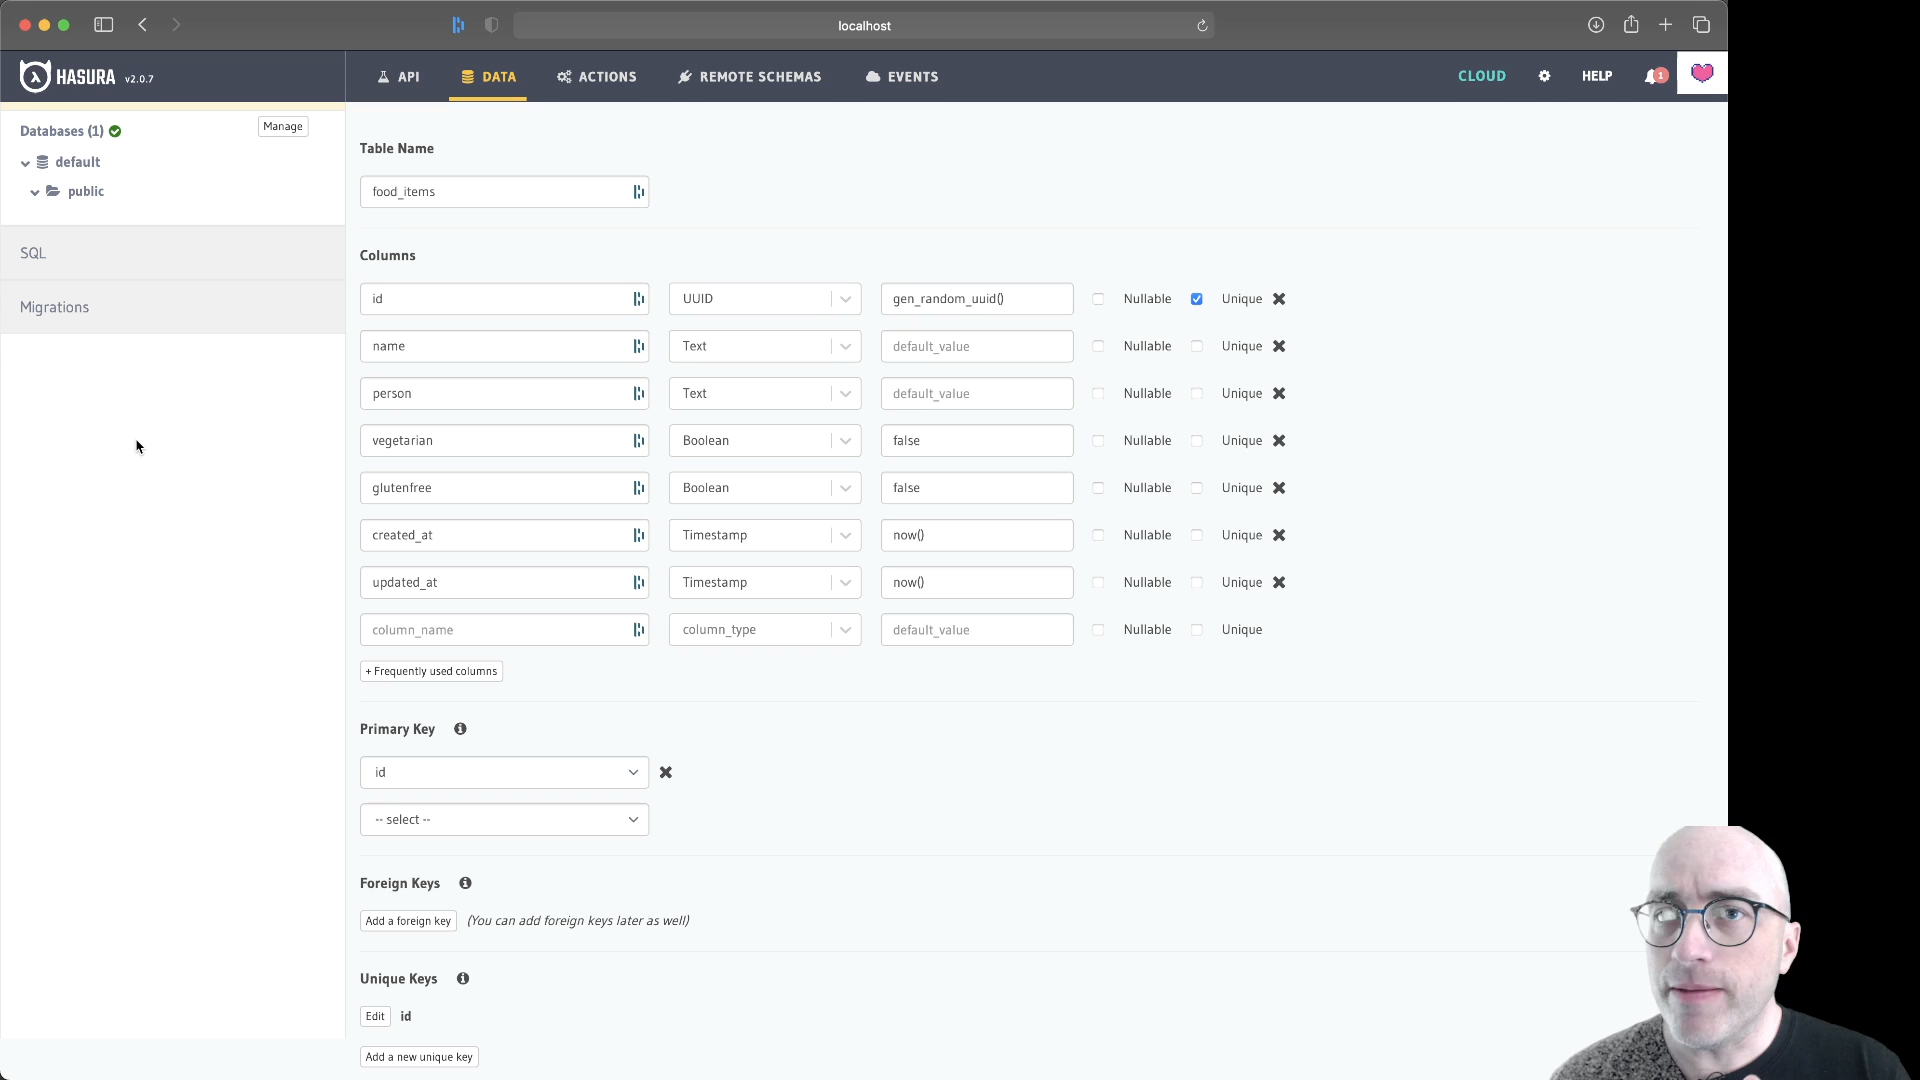 localhost
HASURA v2.0.7
API
DATA
ACTIONS
REMOTE SCHEMAS
EVENTS
CLOUD
HELP
1
Databases (1)
Manage
default
public
SQL
Migrations
Table Name
food_items
Columns
id UUID gen_random_uuid() Nullable Unique
name Text default_value Nullable Unique
person Text default_value Nullable Unique
vegetarian Boolean false Nullable Unique
glutenfree Boolean false Nullable Unique
created_at Timestamp now() Nullable Unique
updated_at Timestamp now() Nullable Unique
column_name column_type default_value Nullable Unique
+ Frequently used columns
Primary Key
id
-- select --
Foreign Keys
Add a foreign key (You can add foreign keys later as well)
Unique Keys
Edit id
Add a new unique key